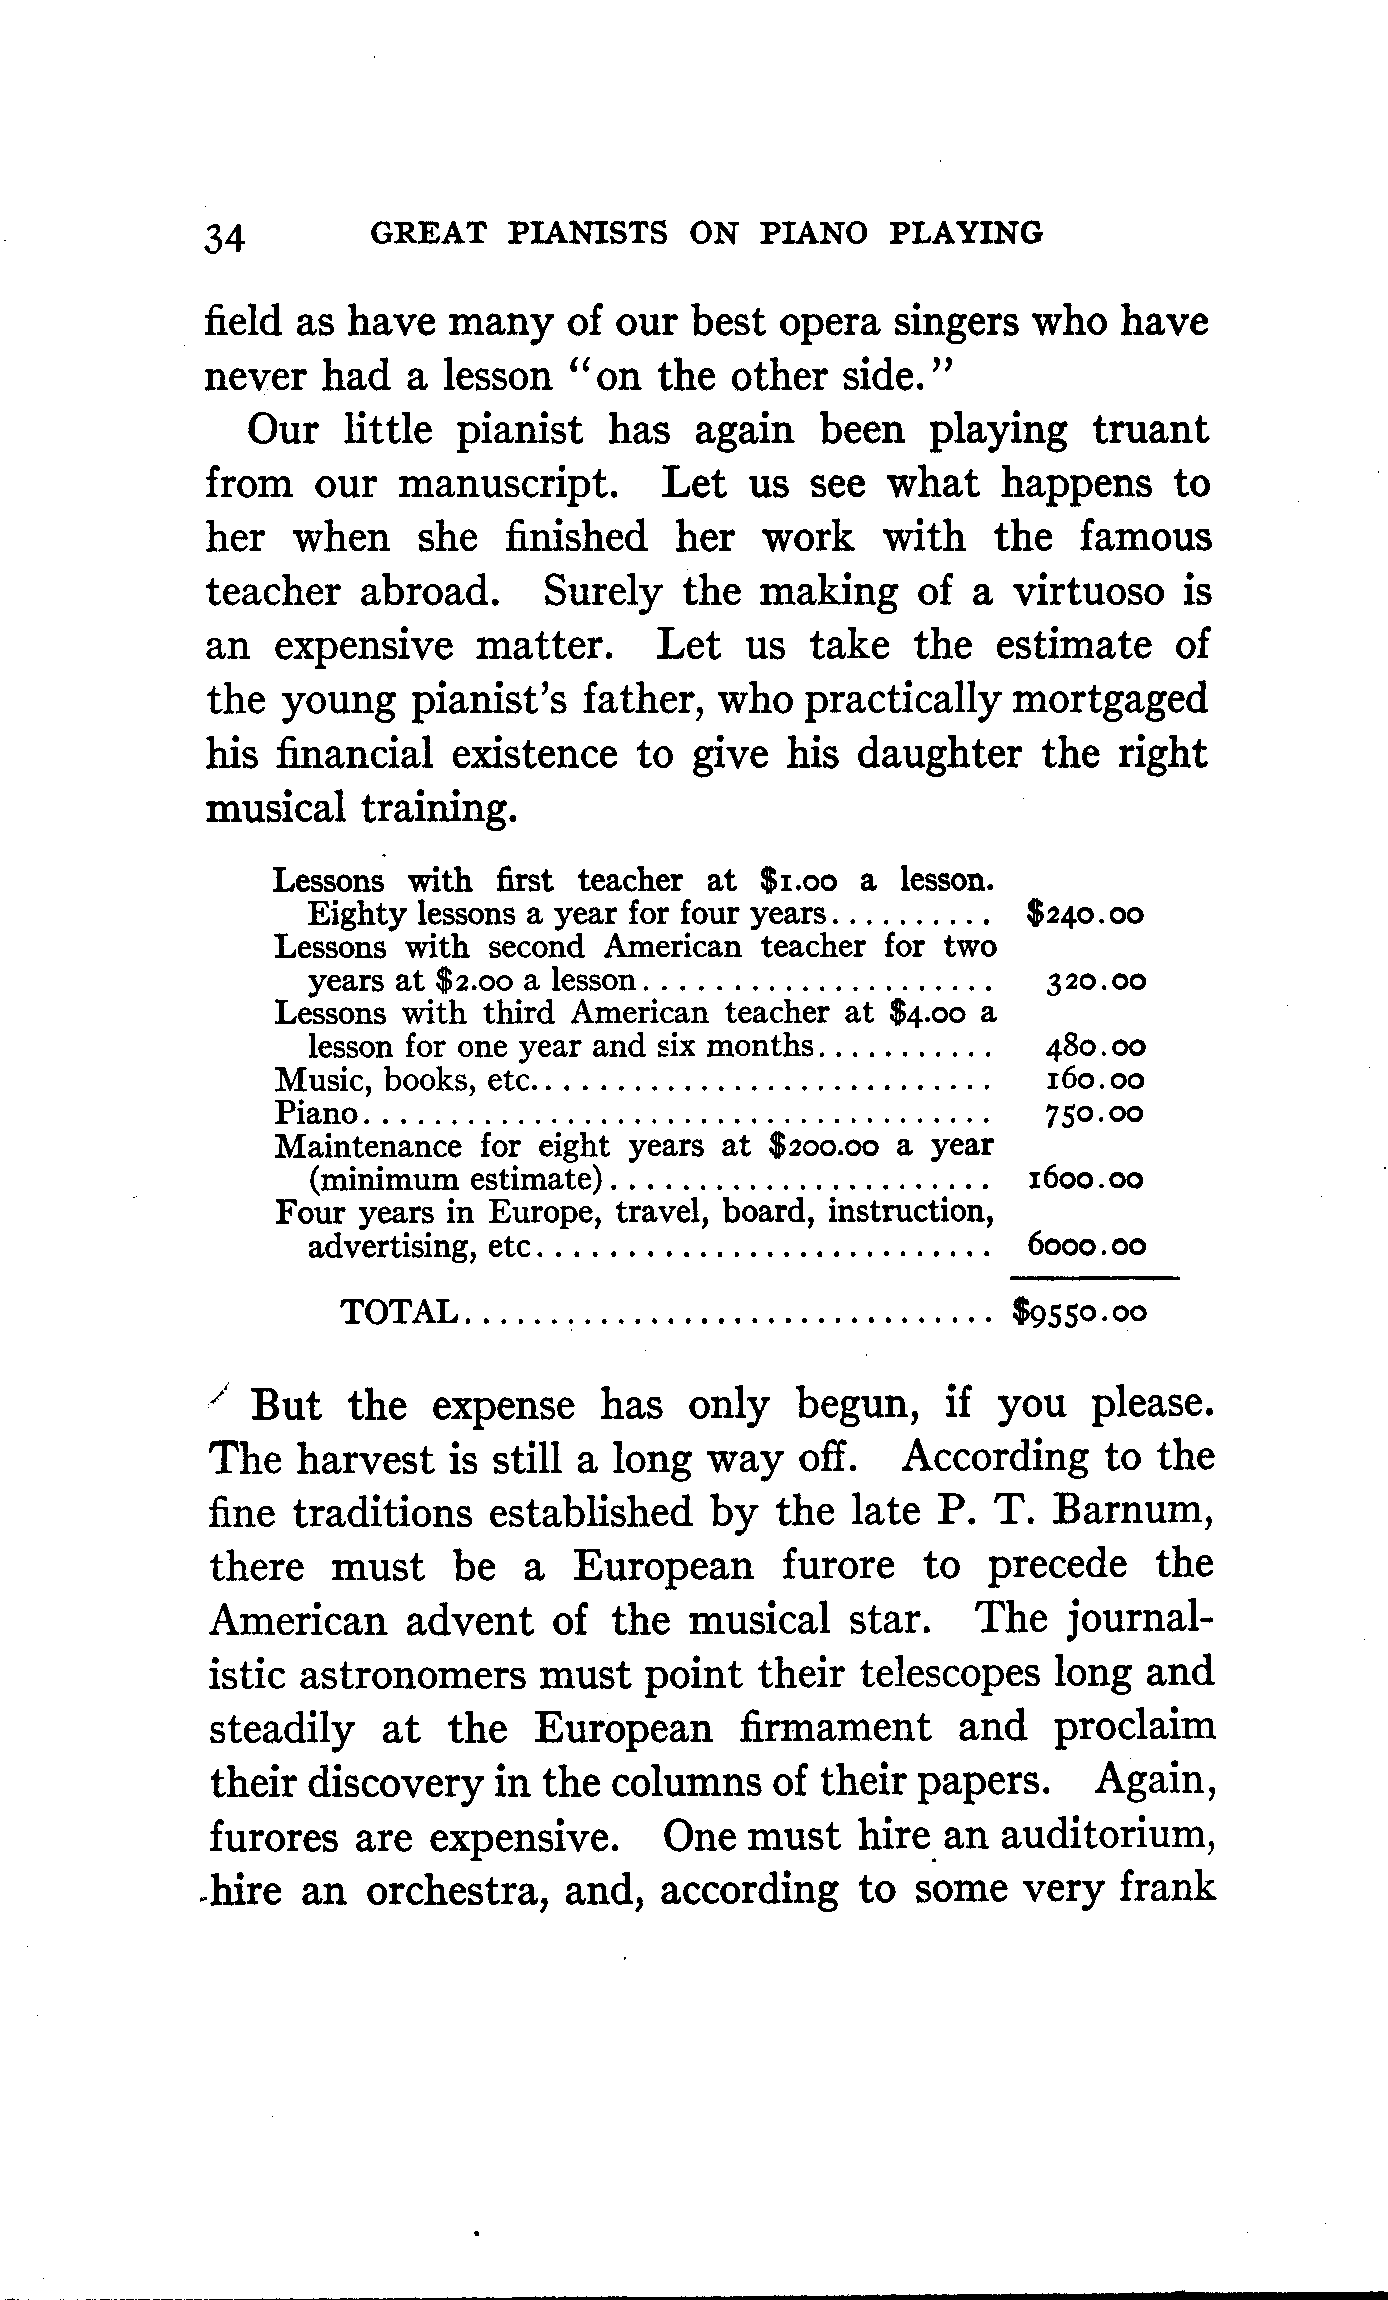 34 GREAT PIANISTS ON PIANO PLAYING
field as have many of our best opera singers who have
never had a lesson "on the other side."
Our little pianist has again been playing truant
from our manuscript. Let us see what happens to
her when she finished her work with the famous
teacher abroad. Surely the making of a virtuoso is
an expensive matter. Let us take the estimate of
the young pianist's father, who practically mortgaged
his financial existence to give his daughter the right
musical training.
Lessons with first teacher at $1.00 a lesson.
Eighty lessons a year for four years.......... $240.00
Lessons with second American teacher for two
years at $2.00 a lesson..................... 320.00
Lessons with third American teacher at $4.00 a
lesson for one year and six months........... 480.00
Music, books, etc............................ 160.00
Piano...................................... 750.00
Maintenance for eight years at $200.00 a year
(minimum estimate)....................... 1600.00
Four years in Europe, travel, board, instruction,
advertising, etc............................ 6000.00
TOTAL................................ $9550.00
But the expense has only begun, if you please.
The harvest is still a long way off. According to the
fine traditions established by the late P. T. Barnum,
there must be a European furore to precede the
American advent of the musical star. The journal-
istic astronomers must point their telescopes long and
steadily at the European firmament and proclaim
their discovery in the columns of their papers. Again,
furores are expensive. One must hire an auditorium,
hire an orchestra, and, according to some very frank